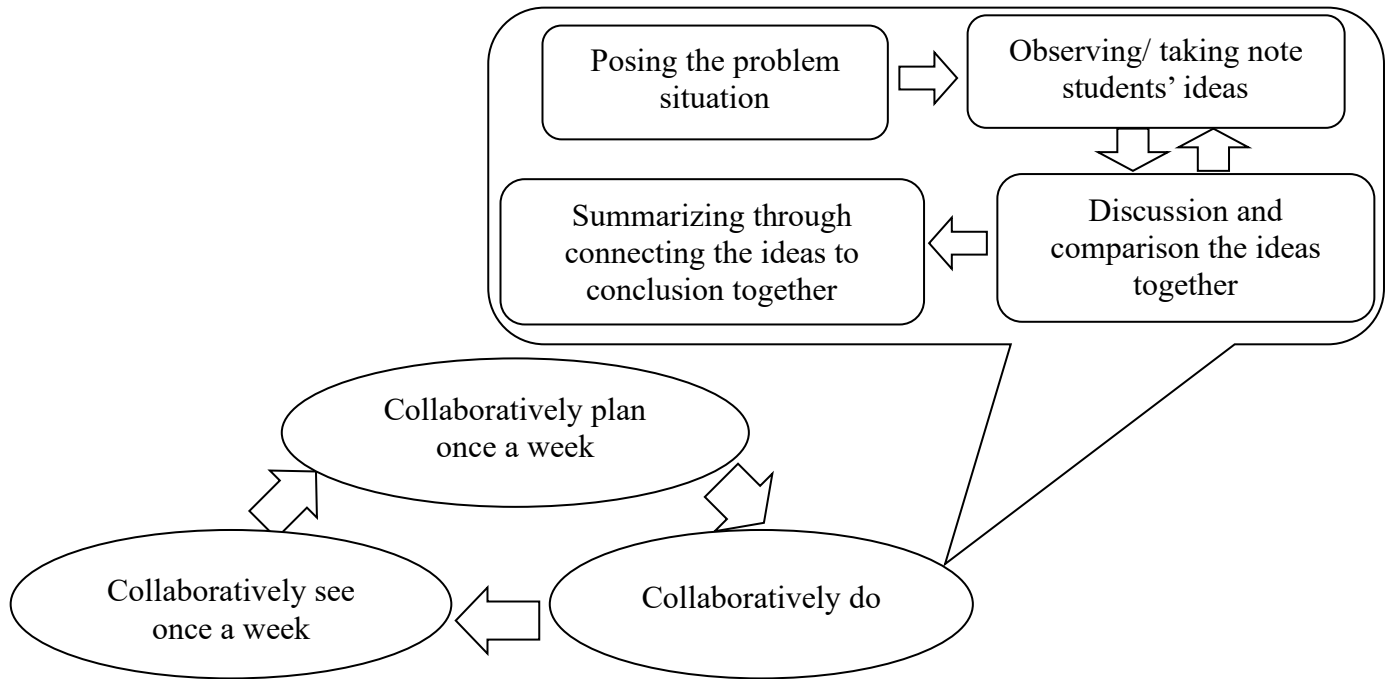 Posing the problem
situation
Observing/ taking note
students’ ideas
Summarizing through
connecting the ideas to
conclusion together
Discussion and
comparison the ideas
together
Collaboratively plan
once a week
Collaboratively see
once a week
Collaboratively do